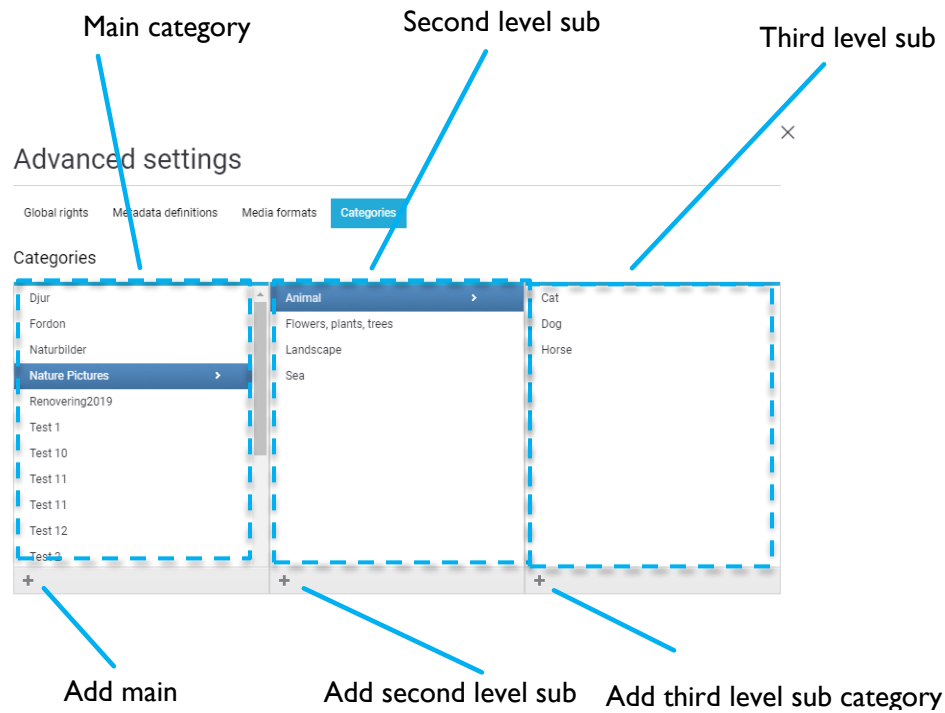 Main category
Second level sub
Third level sub
Advanced settings
Global rights Metadata definitions Media formats Categories
Categories
Djur
Fordon
Naturbilder
Nature Pictures
Renovering2019
Test 1
Test 10
Test 11
Test 11
Test 12
Test 2
Animal
Flowers, plants, trees
Landscape
Sea
Cat
Dog
Horse
Add main
Add second level sub
Add third level sub category